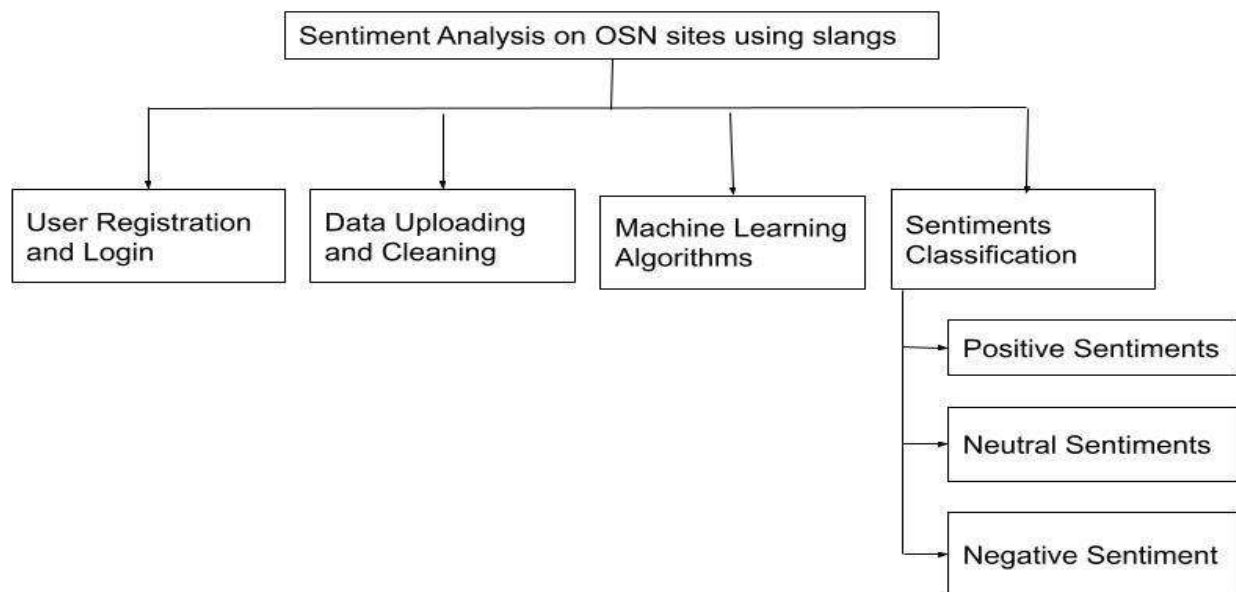 Sentiment Analysis on OSN sites using slangs
User Registration
and Login
Data Uploading
and Cleaning
Machine Learning
Algorithms
Sentiments
Classification
Positive Sentiments
Neutral Sentiments
Negative Sentiment